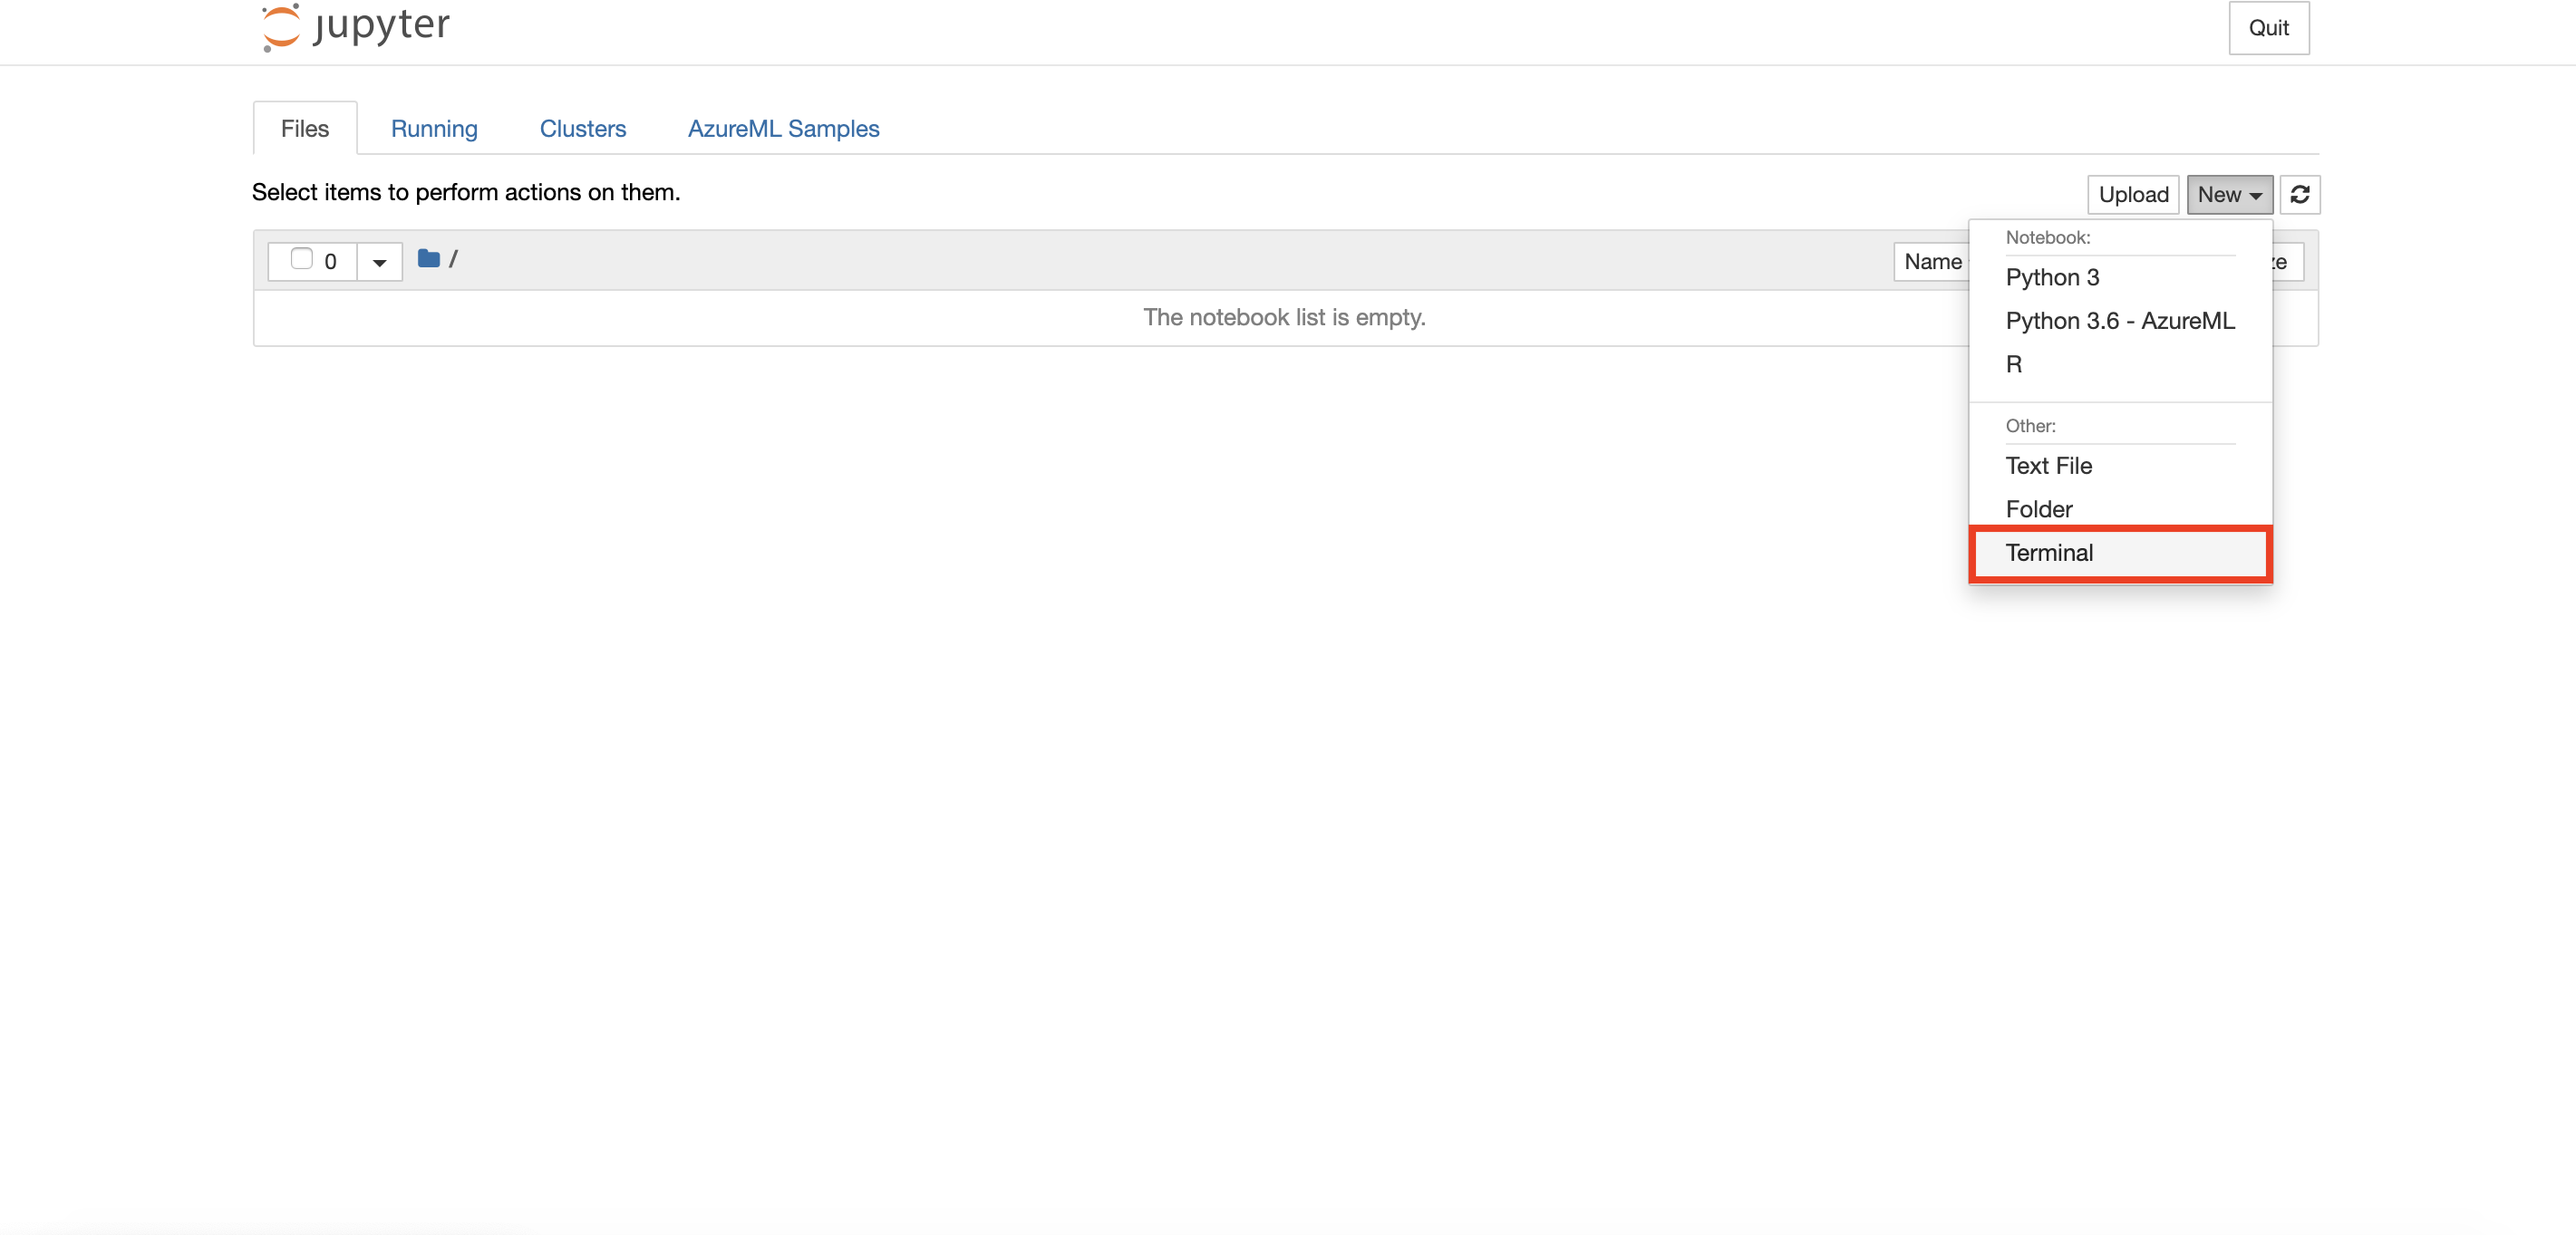 jupyter
Quit
Files Running Clusters AzureML Samples
Select items to perform actions on them.
Upload New
0 /
Name
Notebook:
Python 3
Python 3.6 - AzureML
R
Other:
Text File
Folder
Terminal
The notebook list is empty.